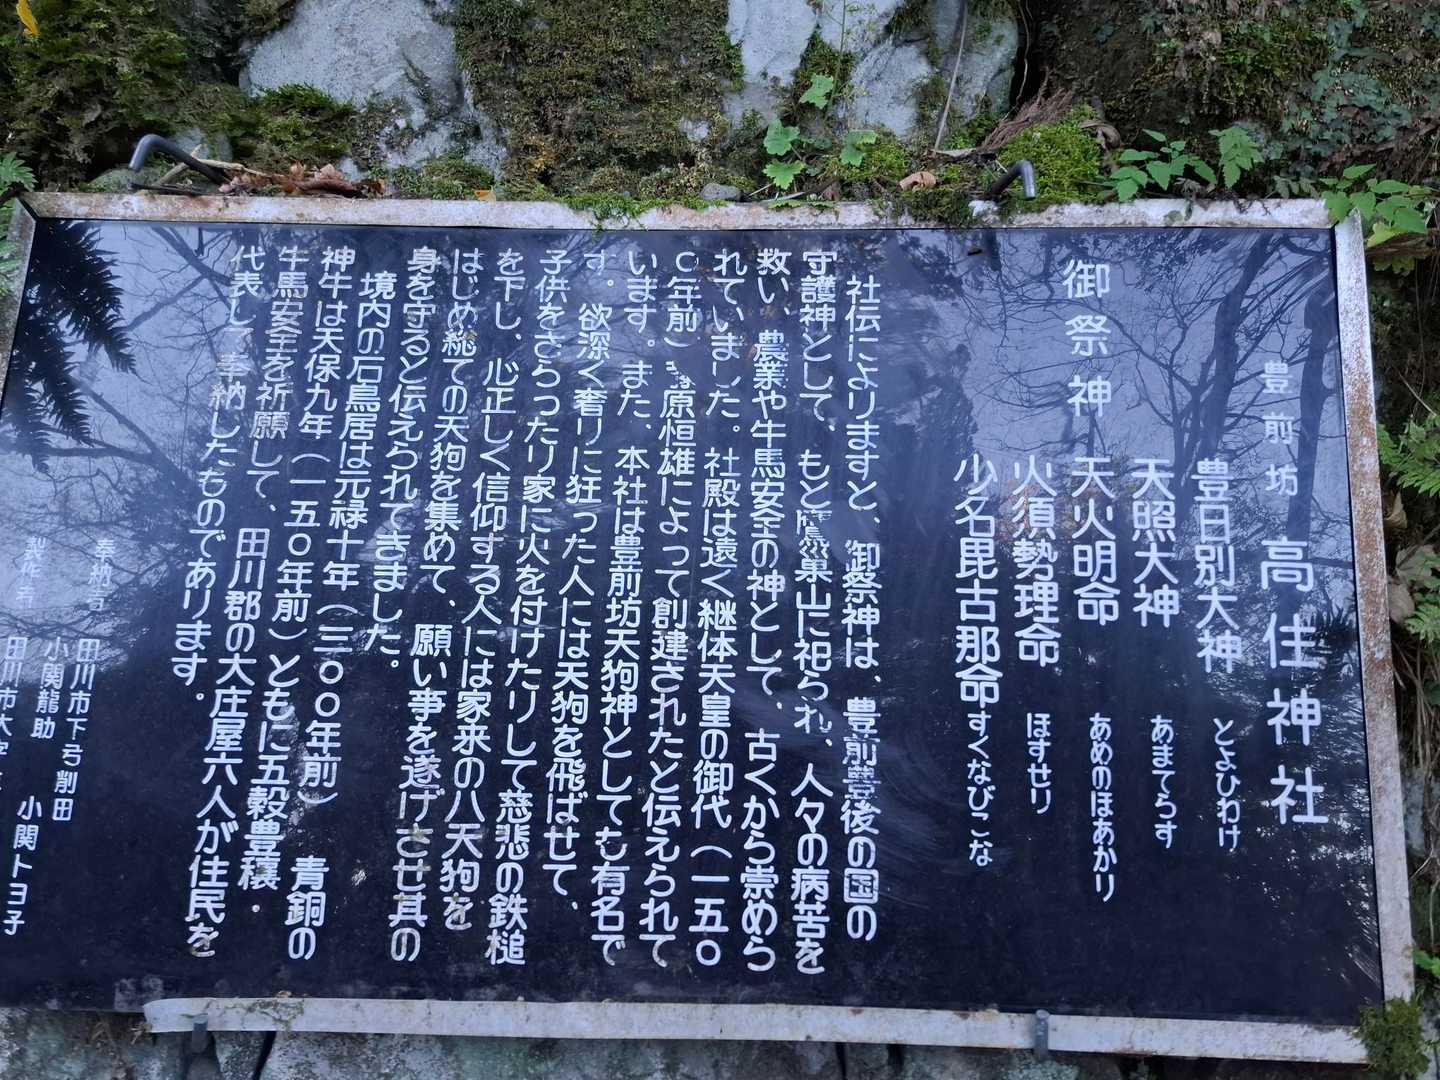 豊前坊 高住神社
御祭神
豊日別大神 とよひわけ
天照大神 あまてらす
天火明命 あめのほあかり
火須勢理命 ほすせり
少名毘古那命 すくなびこな
社伝によりますと、御祭神は、豊前豊後の国の
守護神として、もと鷹巣山に祀られ、人々の病苦を
救い、農業や牛馬安全の神として、古くから崇めら
れていました。社殿は遠く継体天皇の御代（一五〇
〇年前） 原恒雄によって創建されたと伝えられて
います。また、本社は豊前坊天狗神としても有名で
す。欲深く奢りに狂った人には天狗を飛ばせて、
子供をさらったり家に火を付けたりして慈悲の鉄槌
を下し、心正しく信仰する人には家来の八天狗を
はじめ総ての天狗を集めて、願い事を遂げさせ其の
身を守ると伝えられてきました。
境内の石鳥居は元禄十年（三〇〇年前） 青銅の
神牛は天保九年（一五〇年前）ともに五穀豊穣・
牛馬安全を祈願して、田川郡の大庄屋六人が住民を
代表して奉納したものであります。
奉納者 田川市下弓削田
小関龍助 小関トヨ子
製作者 田川市大字